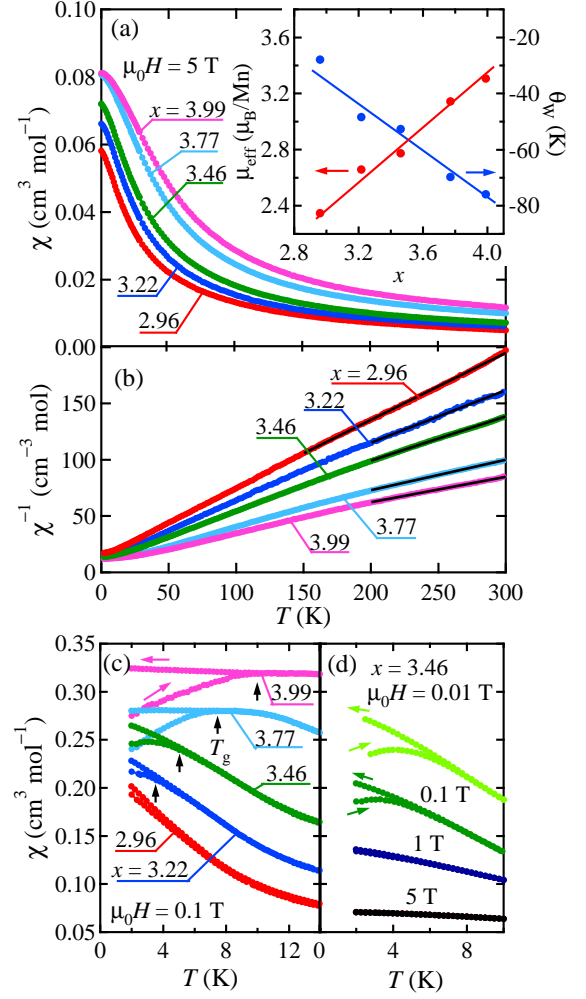 (a)
μ0H = 5 T
x = 3.99
3.77
3.46
3.22
2.96
χ (cm³ mol⁻¹)
0.10
0.08
0.06
0.04
0.02
0.00
3.6
3.2
2.8
2.4
μeff (μB/Mn)
-20
-40
-60
-80
θW (K)
2.8
3.2
3.6
4.0
x
(b)
x = 2.96
3.22
3.46
3.77
3.99
χ⁻¹ (cm⁻³ mol)
150
100
50
0
0
50
100
150
200
250
300
T (K)
(c)
3.99
3.77
Tg
3.46
2.96
x = 3.22
μ0H = 0.1 T
χ (cm³ mol⁻¹)
0.35
0.30
0.25
0.20
0.15
0.10
0.05
0
4
8
12
T (K)
(d)
x = 3.46
μ0H = 0.01 T
0.1 T
1 T
5 T
0
4
8
T (K)